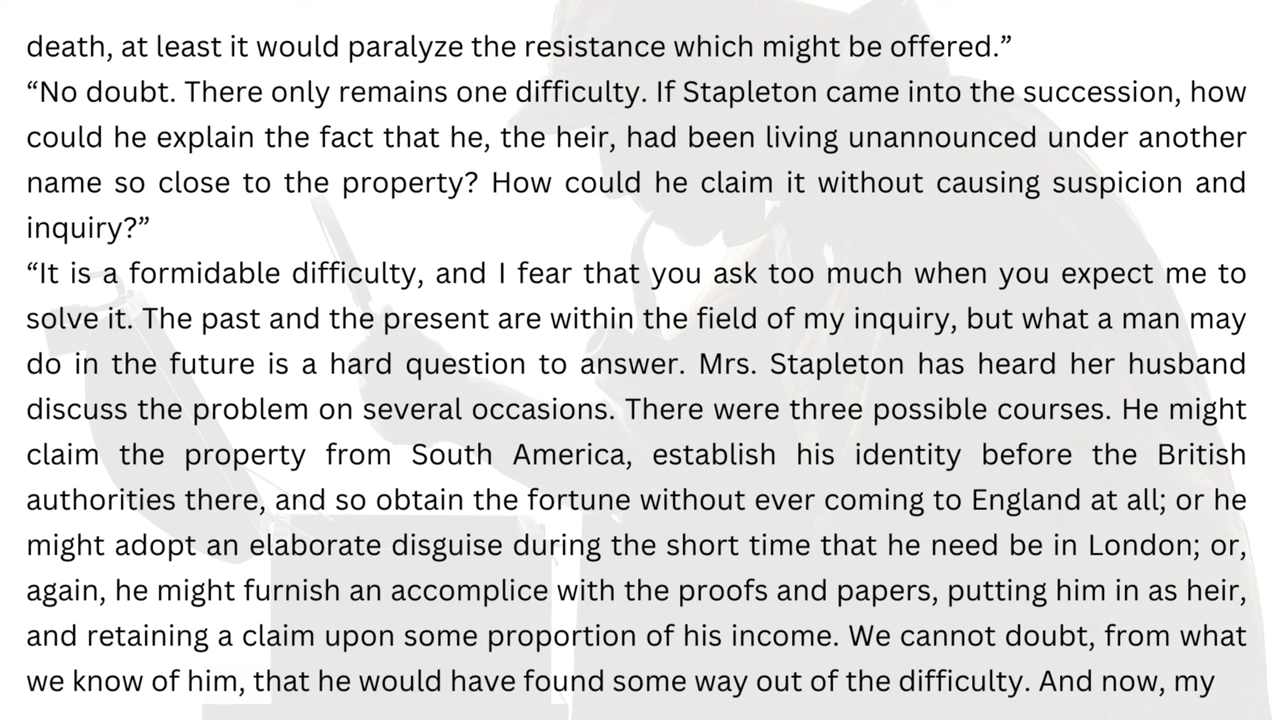 death, at least it would paralyze the resistance which might be offered.”
“No doubt. There only remains one difficulty. If Stapleton came into the succession, how
could he explain the fact that he, the heir, had been living unannounced under another
name so close to the property? How could he claim it without causing suspicion and
inquiry?”
“It is a formidable difficulty, and I fear that you ask too much when you expect me to
solve it. The past and the present are within the field of my inquiry, but what a man may
do in the future is a hard question to answer. Mrs. Stapleton has heard her husband
discuss the problem on several occasions. There were three possible courses. He might
claim the property from South America, establish his identity before the British
authorities there, and so obtain the fortune without ever coming to England at all; or he
might adopt an elaborate disguise during the short time that he need be in London; or,
again, he might furnish an accomplice with the proofs and papers, putting him in as heir,
and retaining a claim upon some proportion of his income. We cannot doubt, from what
we know of him, that he would have found some way out of the difficulty. And now, my